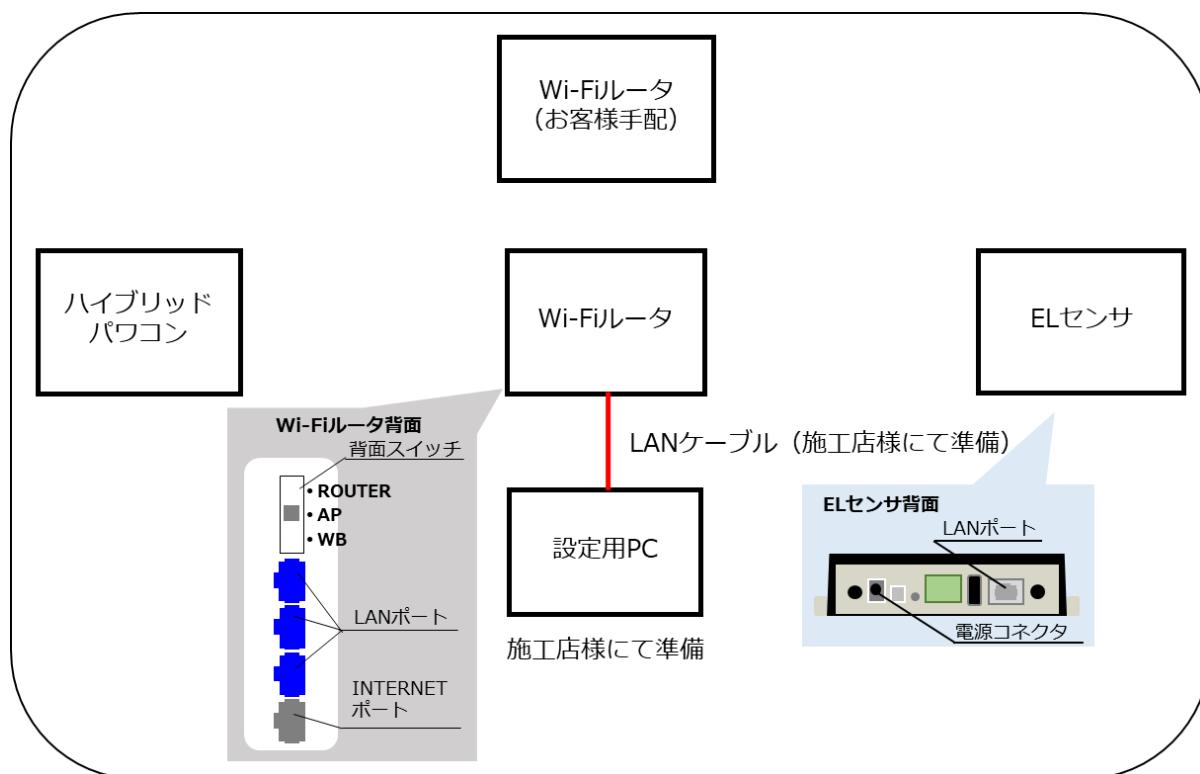 Wi-Fiルータ
（お客様手配）
ハイブリッド
パワコン
Wi-Fiルータ
ELセンサ
LANケーブル（施工店様にて準備）
設定用PC
施工店様にて準備
Wi-Fiルータ背面
背面スイッチ
• ROUTER
• AP
• WB
LANポート
INTERNET
ポート
ELセンサ背面
LANポート
電源コネクタ